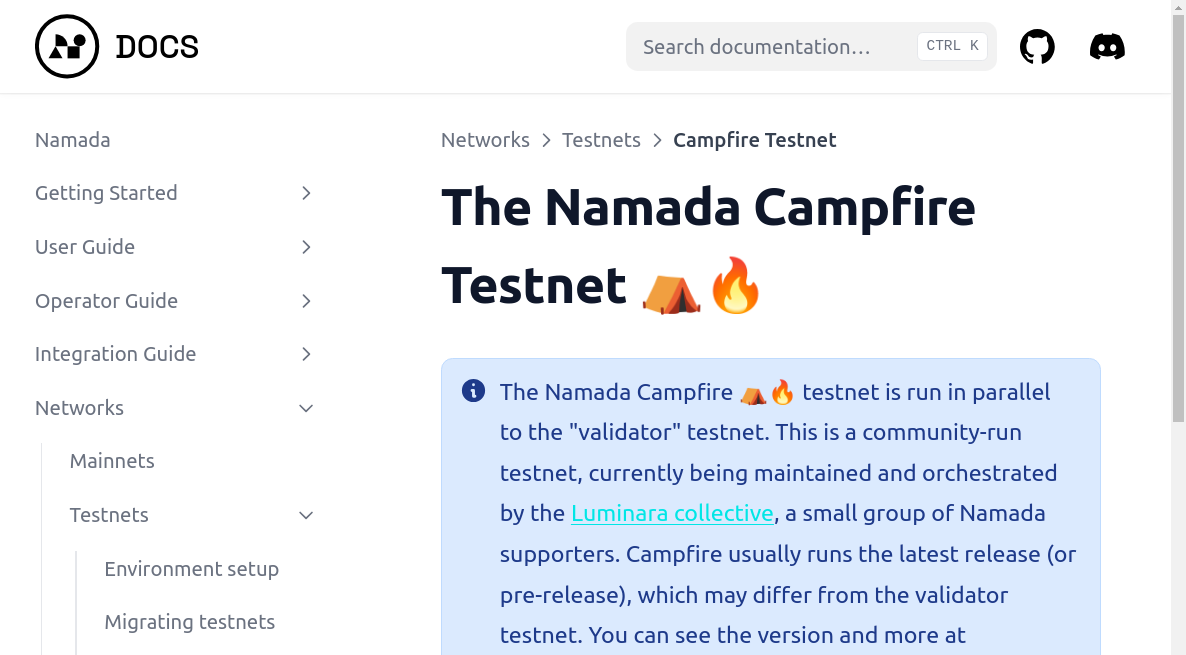 DOCS
Search documentation…
CTRL K
Namada
Getting Started
User Guide
Operator Guide
Integration Guide
Networks
Mainnets
Testnets
Environment setup
Migrating testnets
Networks > Testnets > Campfire Testnet
The Namada Campfire
Testnet ⛺🔥
The Namada Campfire ⛺🔥 testnet is run in parallel
to the "validator" testnet. This is a community-run
testnet, currently being maintained and orchestrated
by the Luminara collective, a small group of Namada
supporters. Campfire usually runs the latest release (or
pre-release), which may differ from the validator
testnet. You can see the version and more at